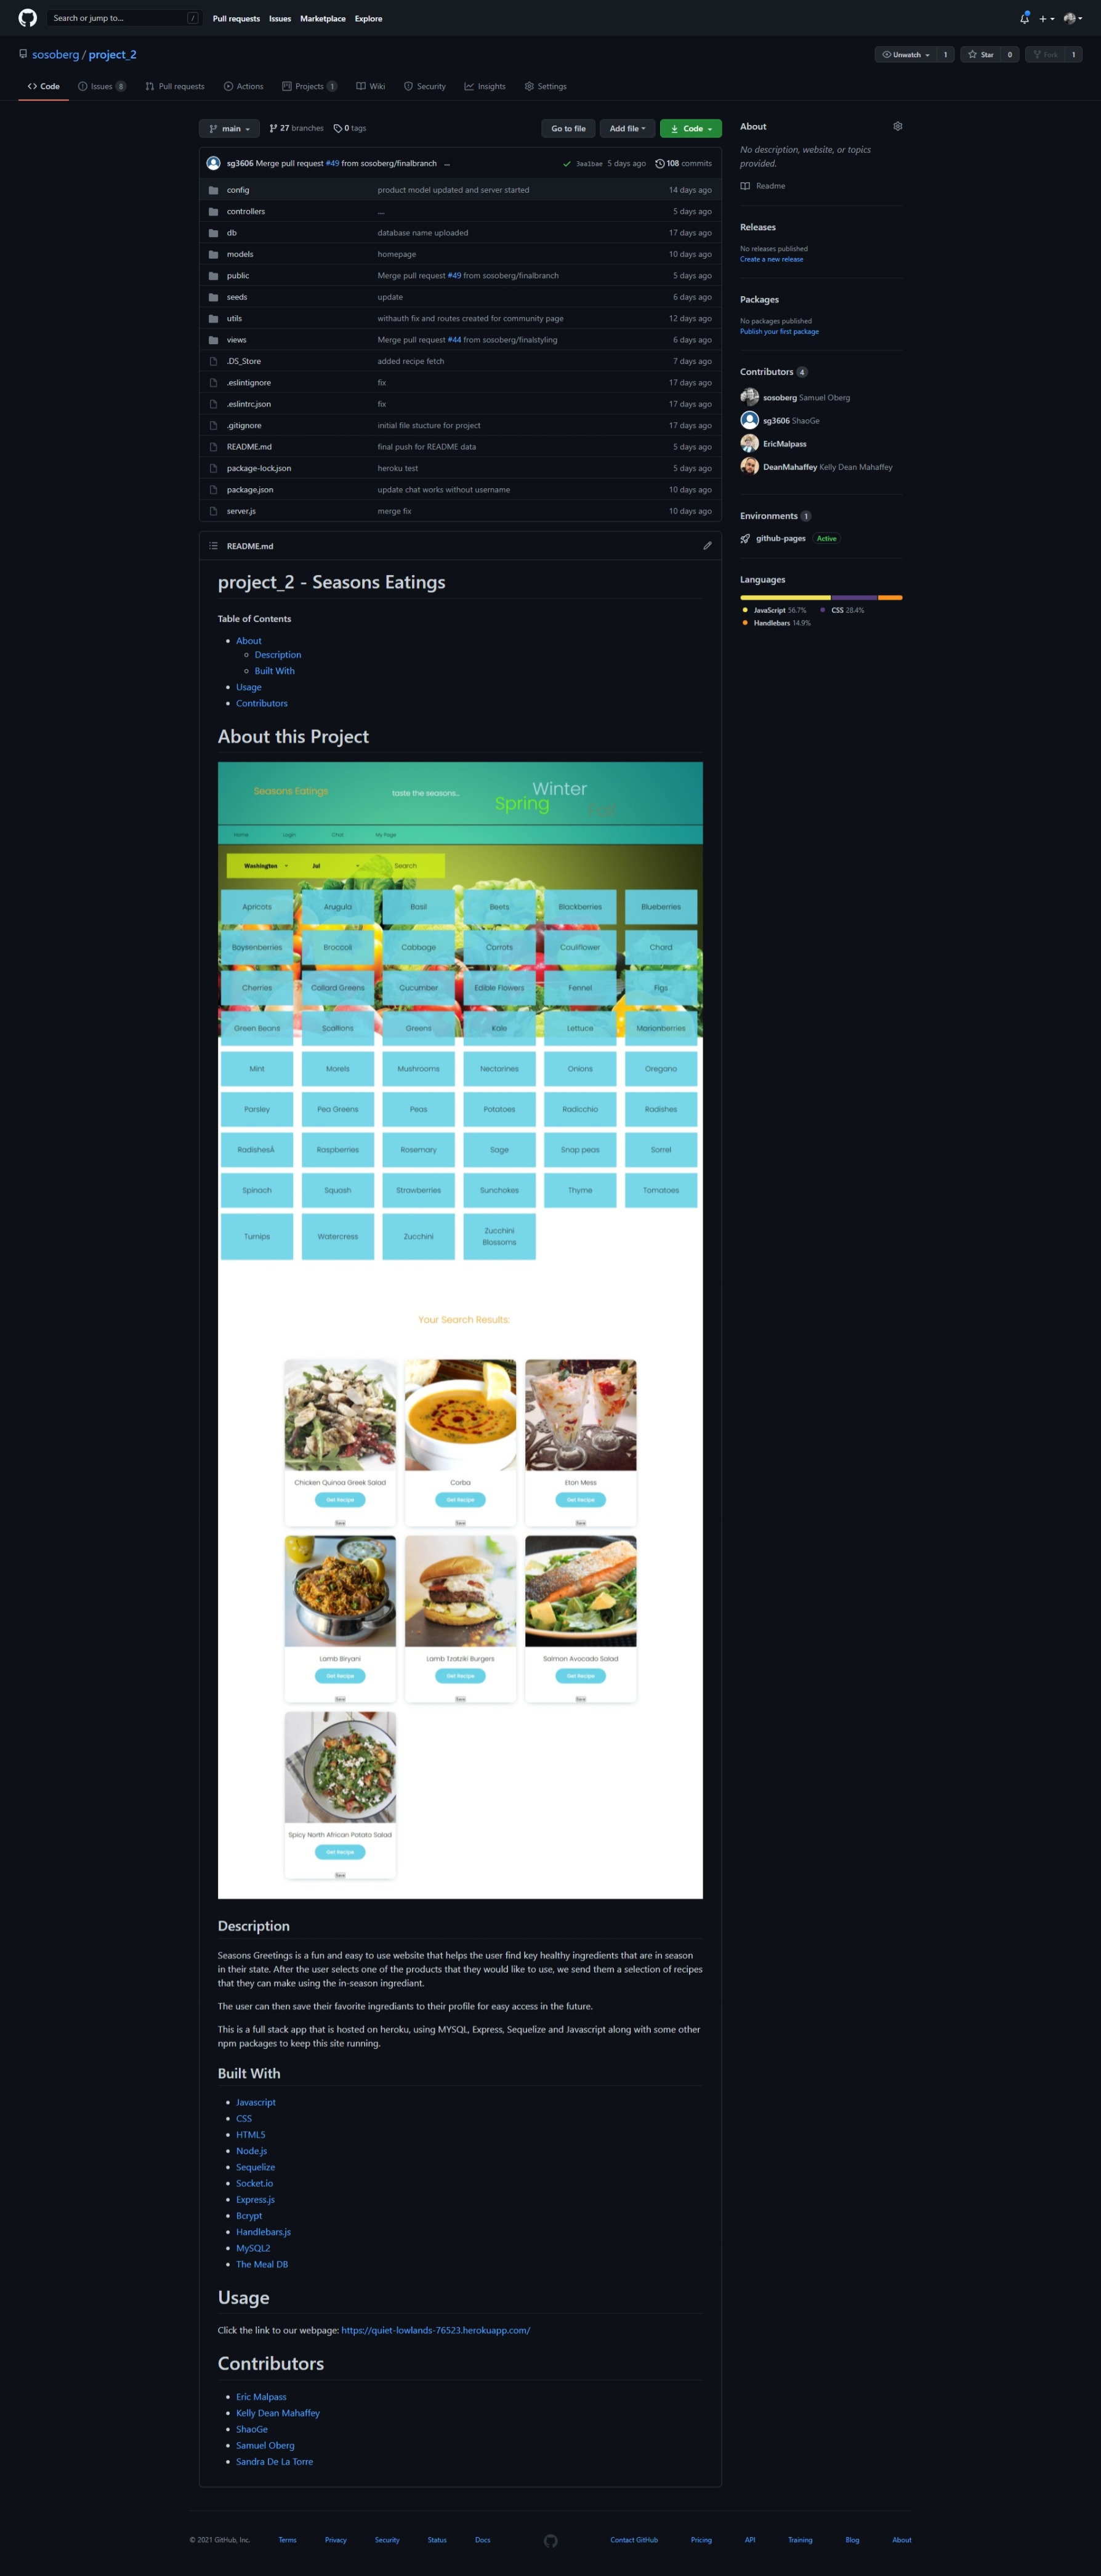 Search or jump to... /
Pull requests Issues Marketplace Explore
sosoberg / project_2
Unwatch 1 Star 0 Fork 1
Code Issues 8 Pull requests Actions Projects 1 Wiki Security Insights Settings
main 27 branches 0 tags Go to file Add file Code
sg3606 Merge pull request #49 from sosoberg/finalbranch ... 3aa1bae 5 days ago 108 commits
config product model updated and server started 14 days ago
controllers ... 5 days ago
db database name uploaded 17 days ago
models homepage 10 days ago
public Merge pull request #49 from sosoberg/finalbranch 5 days ago
seeds update 6 days ago
utils withauth fix and routes created for community page 12 days ago
views Merge pull request #44 from sosoberg/finalstyling 6 days ago
.DS_Store added recipe fetch 7 days ago
.eslintignore fix 17 days ago
.eslintrc.json fix 17 days ago
.gitignore initial file stucture for project 17 days ago
README.md final push for README data 5 days ago
package-lock.json heroku test 5 days ago
package.json update chat works without username 10 days ago
server.js merge fix 10 days ago
About
No description, website, or topics
provided.
Readme
Releases
No releases published
Create a new release
Packages
No packages published
Publish your first package
Contributors 4
sosoberg Samuel Oberg
sg3606 ShaoGe
EricMalpass
DeanMahaffey Kelly Dean Mahaffey
Environments 1
github-pages Active
Languages
JavaScript 56.7% CSS 28.4%
Handlebars 14.9%
README.md
project_2 - Seasons Eatings
Table of Contents
About
Description
Built With
Usage
Contributors
About this Project
Seasons Eatings taste the seasons... Winter
Spring
Home Login Chat My Page
Washington Jul Search
Apricots Arugula Basil Beets Blackberries Blueberries
Boysenberries Broccoli Cabbage Carrots Cauliflower Chard
Cherries Collard Greens Cucumber Edible Flowers Fennel Figs
Green Beans Scallions Greens Kale Lettuce Marionberries
Mint Morels Mushrooms Nectarines Onions Oregano
Parsley Pea Greens Peas Potatoes Radicchio Radishes
RadishesÂ Raspberries Rosemary Sage Snap peas Sorrel
Spinach Squash Strawberries Sunchokes Thyme Tomatoes
Turnips Watercress Zucchini Zucchini
Blossoms
Your Search Results:
Chicken Quinoa Greek Salad Corba Eton Mess
Get Recipe Get Recipe Get Recipe
Save Save Save
Lamb Biryani Lamb Tzatziki Burgers Salmon Avocado Salad
Get Recipe Get Recipe Get Recipe
Save Save Save
Spicy North African Potato Salad
Get Recipe
Save
Description
Seasons Greetings is a fun and easy to use website that helps the user find key healthy ingredients that are in season
in their state. After the user selects one of the products that they would like to use, we send them a selection of recipes
that they can make using the in-season ingrediant.
The user can then save their favorite ingrediants to their profile for easy access in the future.
This is a full stack app that is hosted on heroku, using MYSQL, Express, Sequelize and Javascript along with some other
npm packages to keep this site running.
Built With
Javascript
CSS
HTML5
Node.js
Sequelize
Socket.io
Express.js
Bcrypt
Handlebars.js
MySQL2
The Meal DB
Usage
Click the link to our webpage: https://quiet-lowlands-76523.herokuapp.com/
Contributors
Eric Malpass
Kelly Dean Mahaffey
ShaoGe
Samuel Oberg
Sandra De La Torre
© 2021 GitHub, Inc. Terms Privacy Security Status Docs Contact GitHub Pricing API Training Blog About